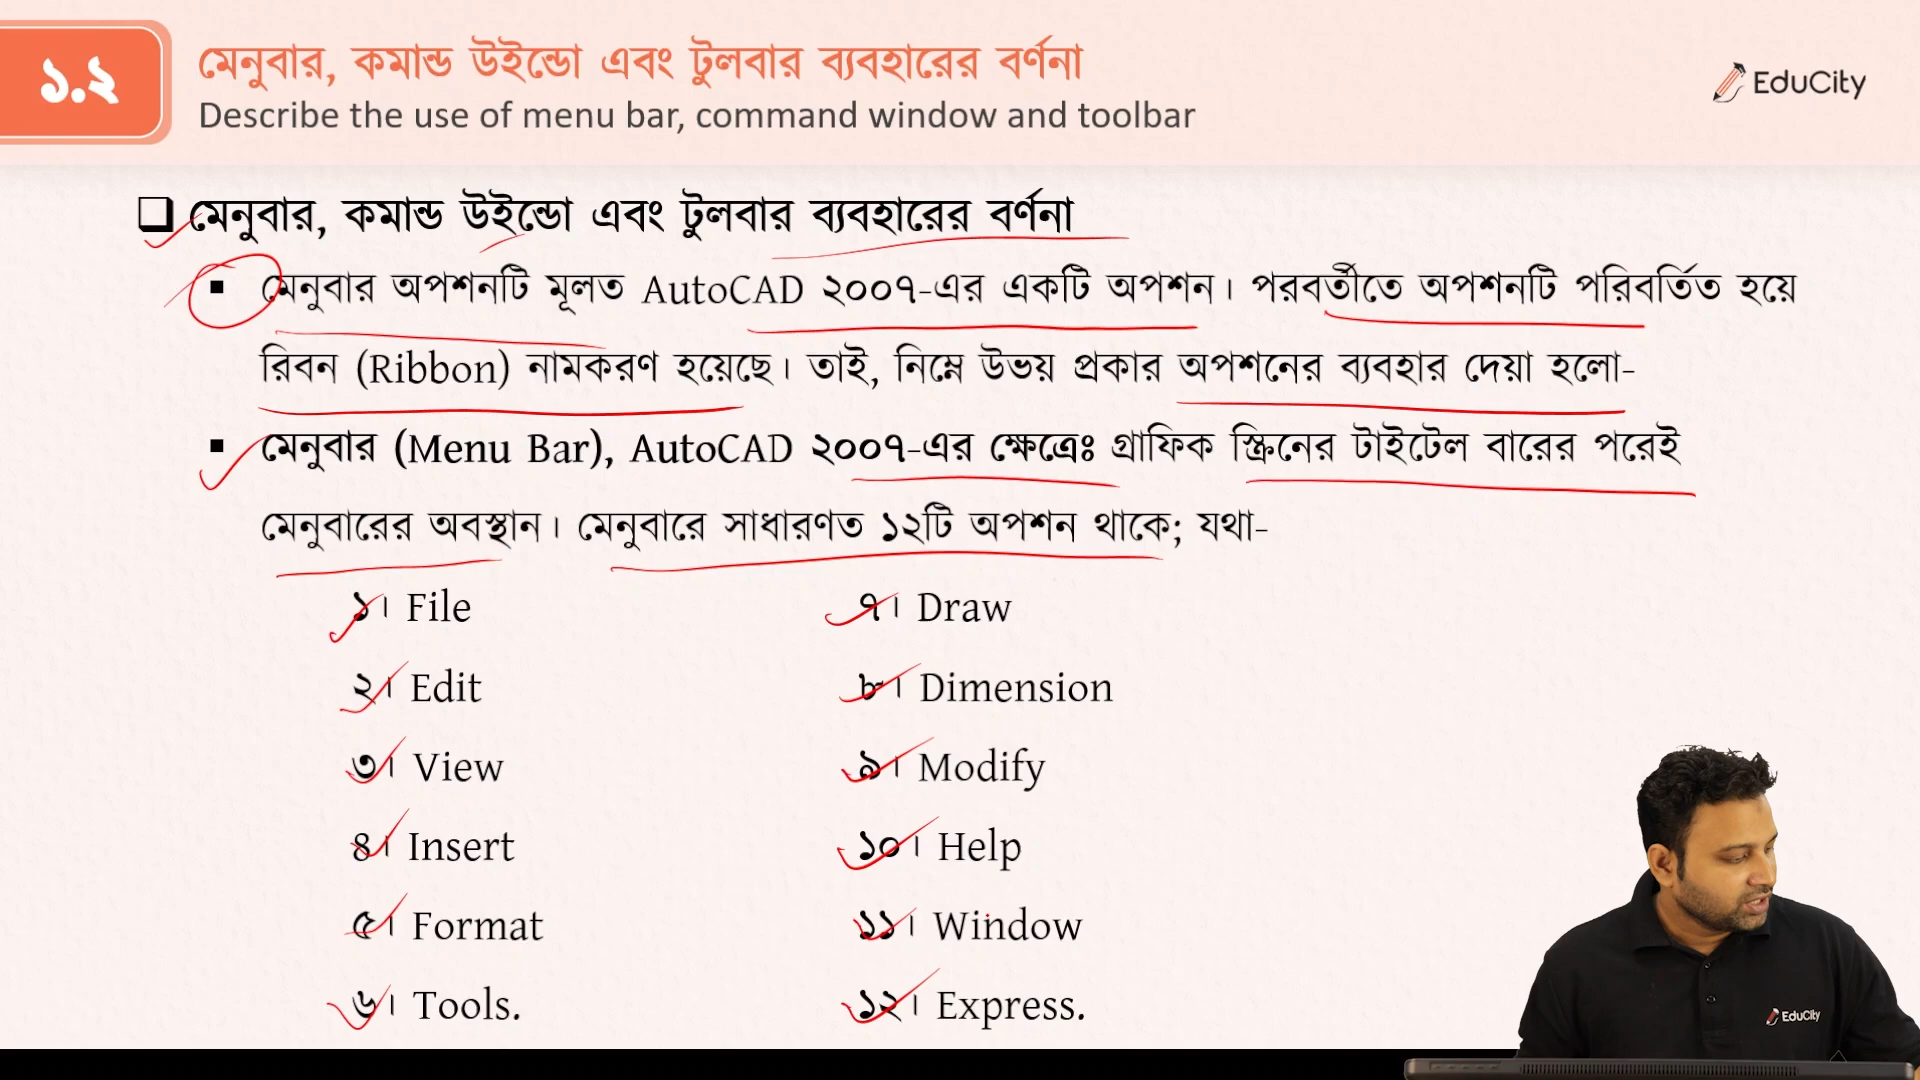 ১.২
মেনুবার, কমান্ড উইন্ডো এবং টুলবার ব্যবহারের বর্ণনা
Describe the use of menu bar, command window and toolbar
EduCity
❑ মেনুবার, কমান্ড উইন্ডো এবং টুলবার ব্যবহারের বর্ণনা
▪ মেনুবার অপশনটি মূলত AutoCAD ২০০৭-এর একটি অপশন। পরবর্তীতে অপশনটি পরিবর্তিত হয়ে
রিবন (Ribbon) নামকরণ হয়েছে। তাই, নিম্নে উভয় প্রকার অপশনের ব্যবহার দেয়া হলো-
▪ মেনুবার (Menu Bar), AutoCAD ২০০৭-এর ক্ষেত্রেঃ গ্রাফিক স্ক্রিনের টাইটেল বারের পরেই
মেনুবারের অবস্থান। মেনুবারে সাধারণত ১২টি অপশন থাকে; যথা-
১। File
২। Edit
৩। View
৪। Insert
৫। Format
৬। Tools.
৭। Draw
৮। Dimension
৯। Modify
১০। Help
১১। Window
১২। Express.
EduCity